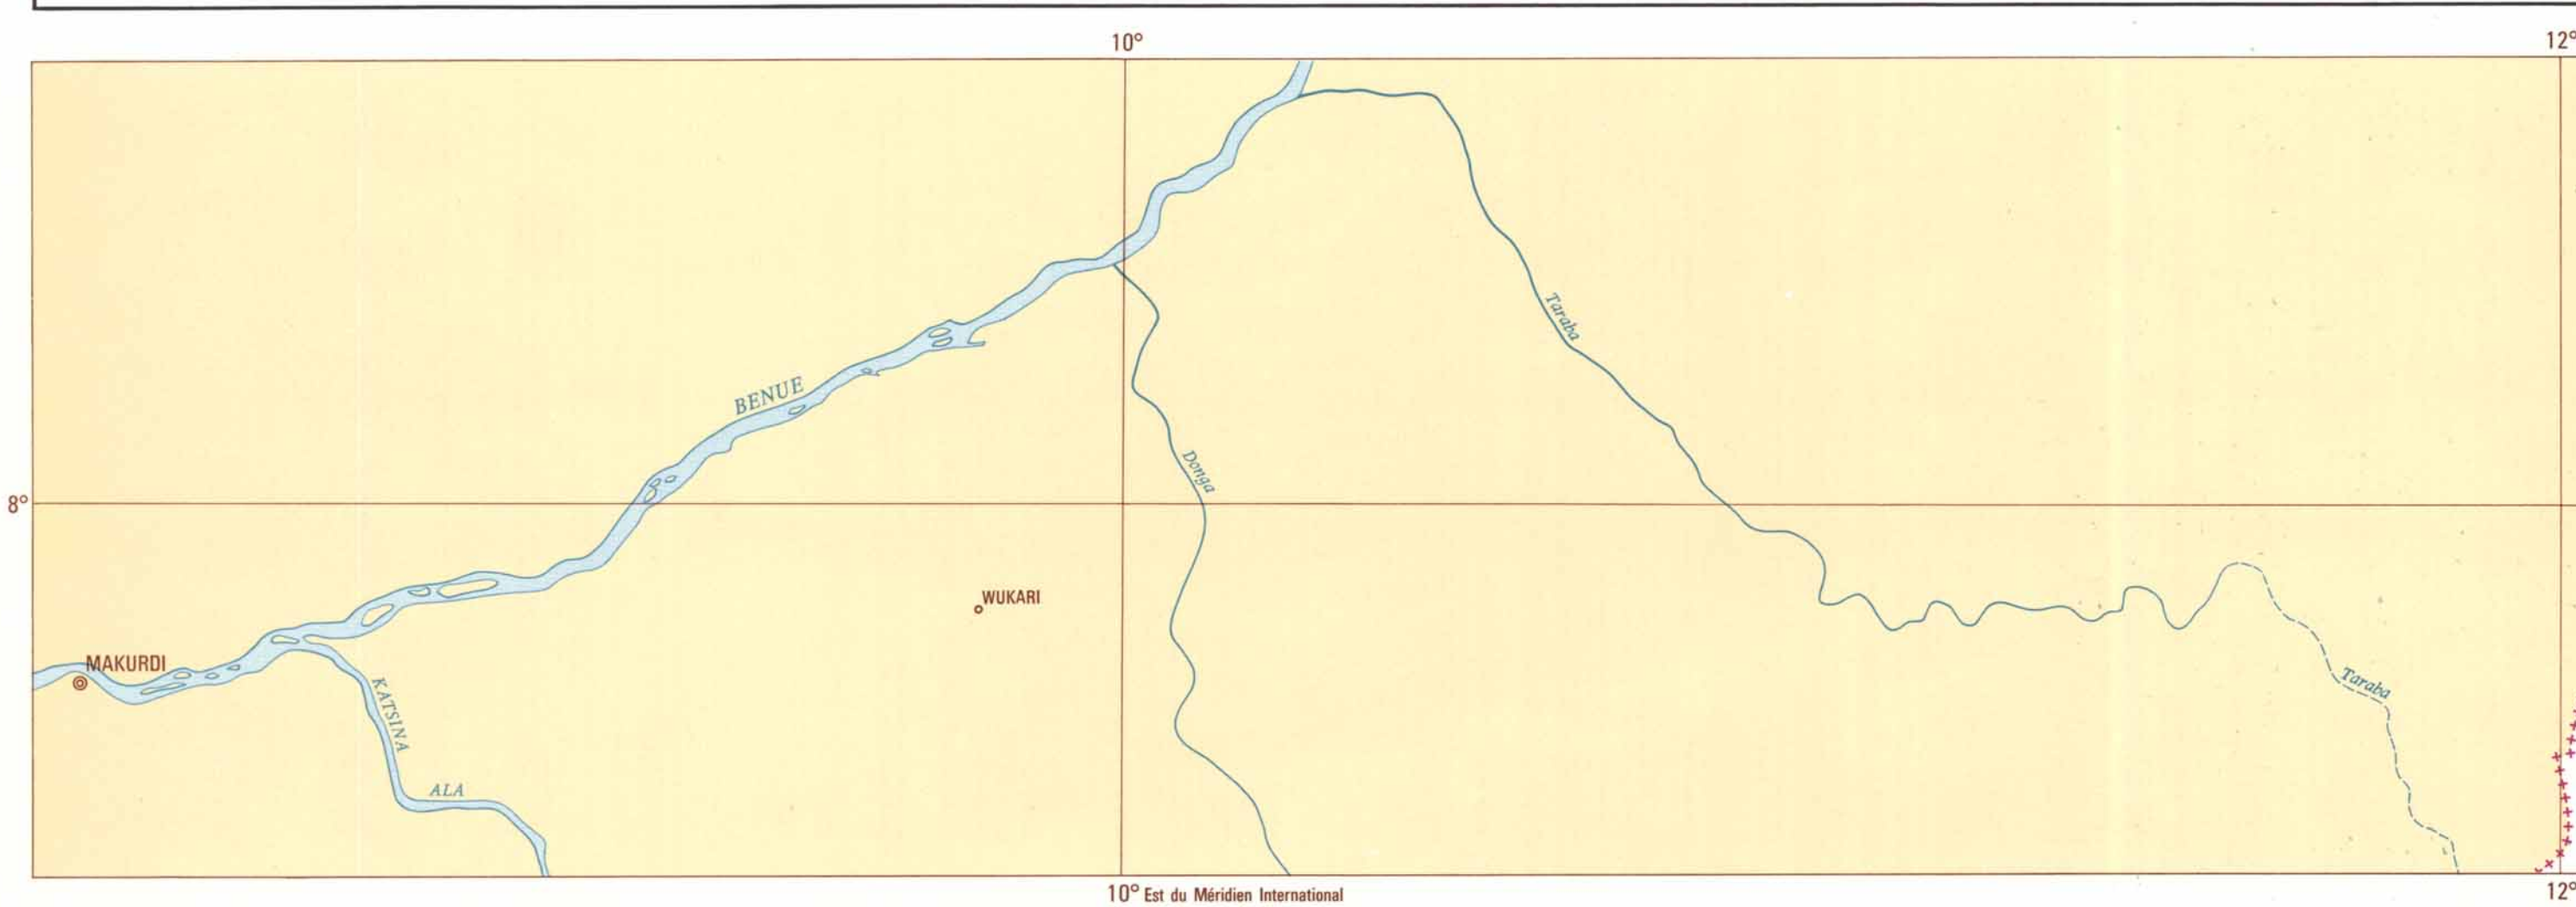 10°
12°
BENUE
Taraba
Donga
8°
WUKARI
MAKURDI
KATSINA
ALA
Taraba
10° Est du Méridien International
12°